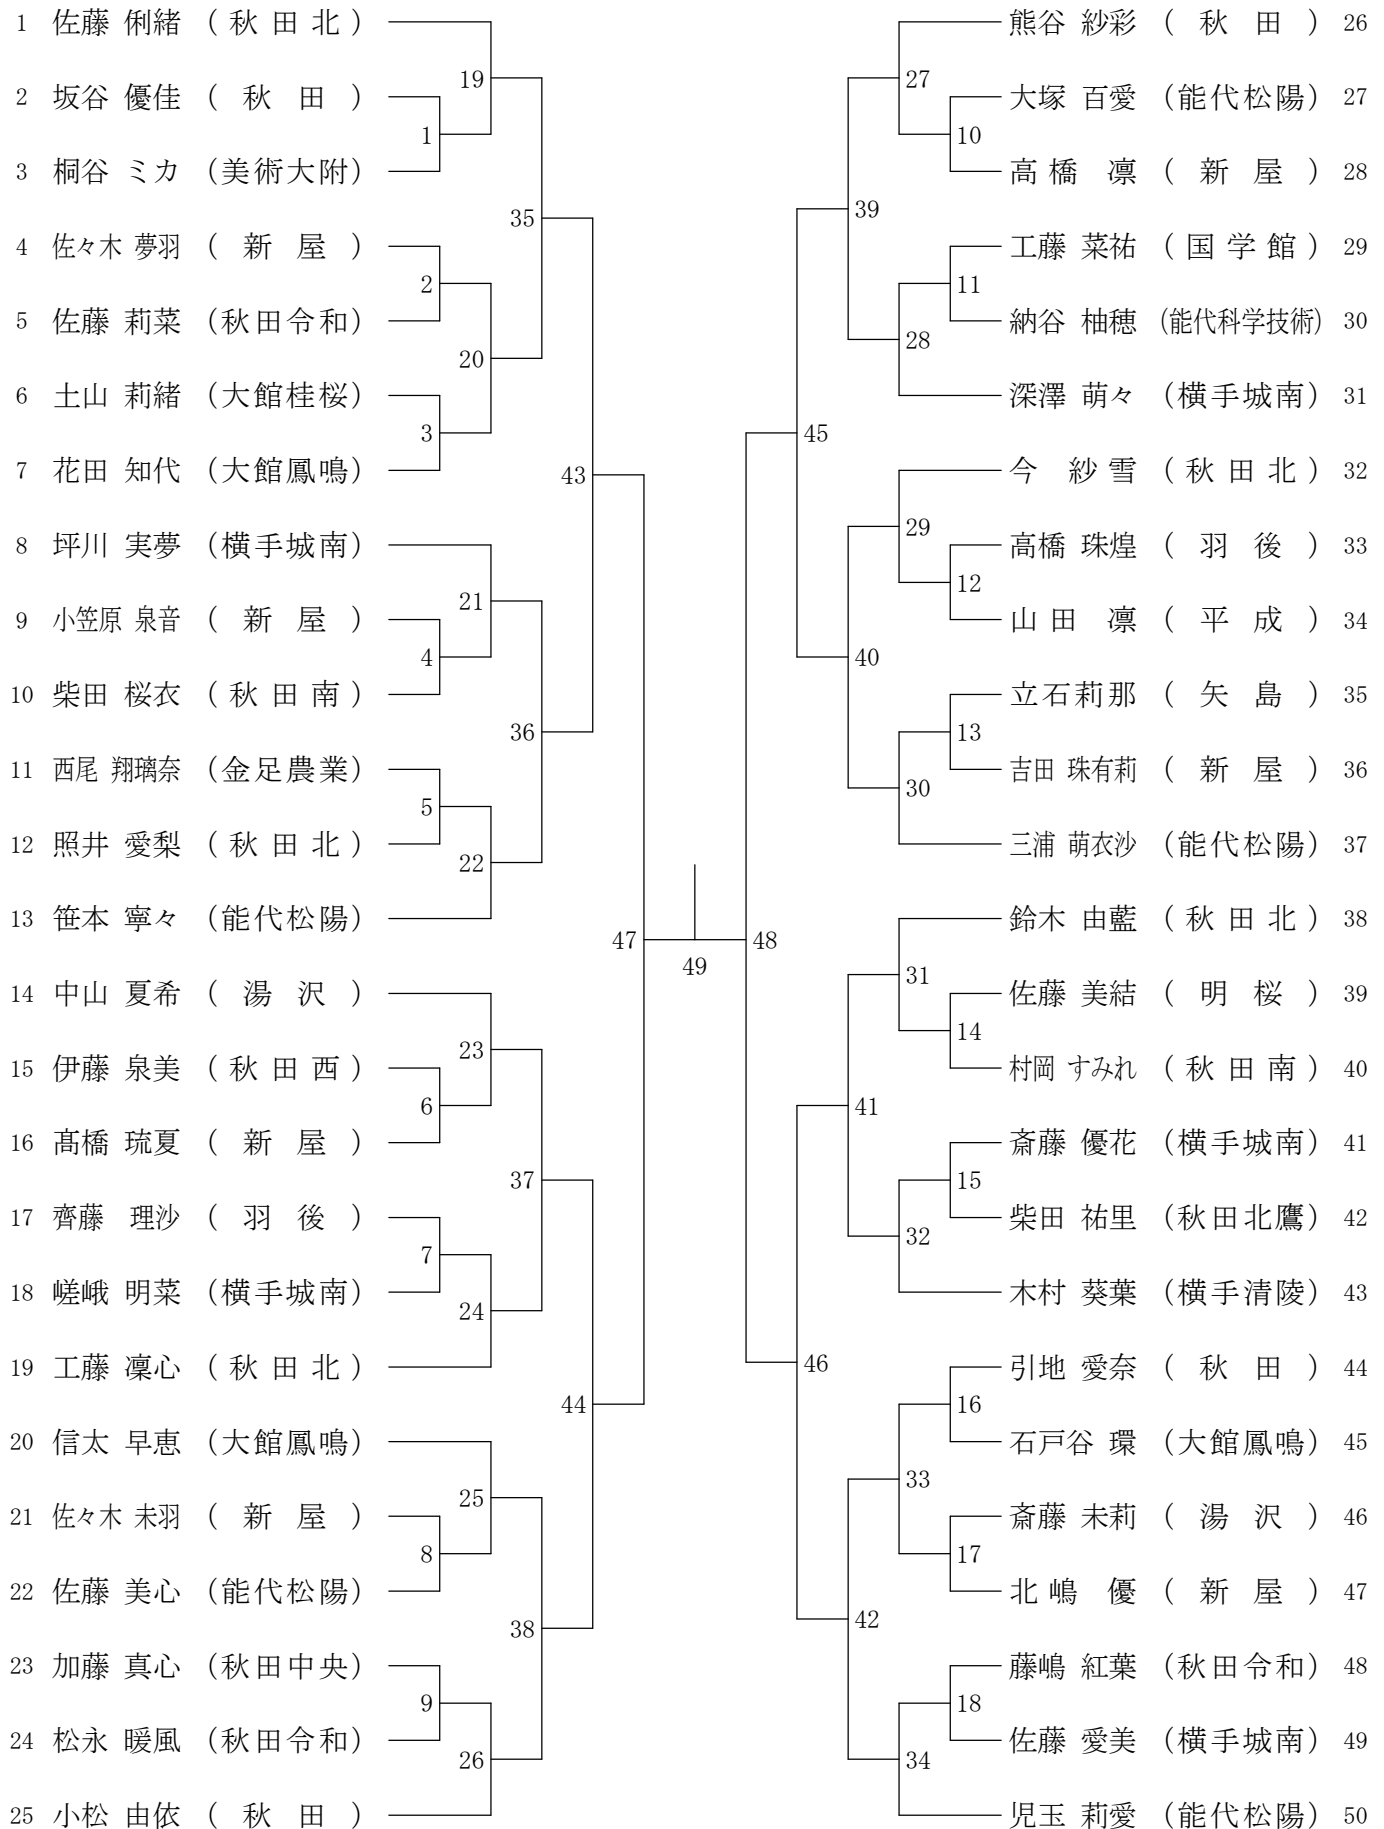 1 佐藤 俐緒 （ 秋 田 北 ）
2 坂谷 優佳 （ 秋 田 ）
3 桐谷 ミカ （美術大附）
4 佐々木 夢羽 （ 新 屋 ）
5 佐藤 莉菜 （秋田令和）
6 土山 莉緒 （大館桂桜）
7 花田 知代 （大館鳳鳴）
8 坪川 実夢 （横手城南）
9 小笠原 泉音 （ 新 屋 ）
10 柴田 桜衣 （ 秋 田 南 ）
11 西尾 翔璃奈 （金足農業）
12 照井 愛梨 （ 秋 田 北 ）
13 笹本 寧々 （能代松陽）
14 中山 夏希 （ 湯 沢 ）
15 伊藤 泉美 （ 秋 田 西 ）
16 髙橋 琉夏 （ 新 屋 ）
17 齊藤 理沙 （ 羽 後 ）
18 嵯峨 明菜 （横手城南）
19 工藤 凜心 （ 秋 田 北 ）
20 信太 早恵 （大館鳳鳴）
21 佐々木 未羽 （ 新 屋 ）
22 佐藤 美心 （能代松陽）
23 加藤 真心 （秋田中央）
24 松永 暖風 （秋田令和）
25 小松 由依 （ 秋 田 ）
19
1
35
2
20
3
43
21
4
36
5
22
47
23
6
37
7
24
44
25
8
38
9
26
49
48
27
10
39
11
28
45
29
12
40
13
30
31
14
41
15
32
46
16
33
17
42
18
34
熊谷 紗彩 （ 秋 田 ） 26
大塚 百愛 （能代松陽） 27
高橋 凛 （ 新 屋 ） 28
工藤 菜祐 （ 国 学 館 ） 29
納谷 柚穂 （能代科学技術） 30
深澤 萌々 （横手城南） 31
今 紗雪 （ 秋 田 北 ） 32
高橋 珠煌 （ 羽 後 ） 33
山田 凛 （ 平 成 ） 34
立石莉那 （ 矢 島 ） 35
吉田 珠有莉 （ 新 屋 ） 36
三浦 萌衣沙 （能代松陽） 37
鈴木 由藍 （ 秋 田 北 ） 38
佐藤 美結 （ 明 桜 ） 39
村岡 すみれ （ 秋 田 南 ） 40
斎藤 優花 （横手城南） 41
柴田 祐里 （秋田北鷹） 42
木村 葵葉 （横手清陵） 43
引地 愛奈 （ 秋 田 ） 44
石戸谷 環 （大館鳳鳴） 45
斎藤 未莉 （ 湯 沢 ） 46
北嶋 優 （ 新 屋 ） 47
藤嶋 紅葉 （秋田令和） 48
佐藤 愛美 （横手城南） 49
児玉 莉愛 （能代松陽） 50